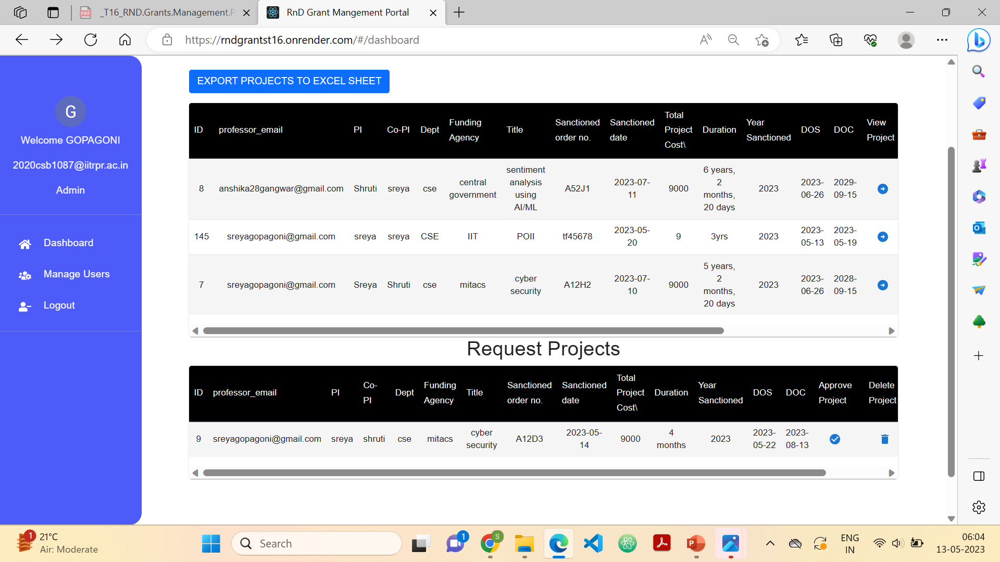 _T16_RND.Grants.Management.P
RnD Grant Mangement Portal
https://rndgrantst16.onrender.com/#/dashboard
G
Welcome GOPAGONI
2020csb1087@iitrpr.ac.in
Admin
Dashboard
Manage Users
Logout
EXPORT PROJECTS TO EXCEL SHEET
ID professor_email PI Co-PI Dept Funding Agency Title Sanctioned order no. Sanctioned date Total Project Cost\ Duration Year Sanctioned DOS DOC View Project
8 anshika28gangwar@gmail.com Shruti sreya cse central government sentiment analysis using AI/ML A52J1 2023-07-11 9000 6 years, 2 months, 20 days 2023 2023-06-26 2029-09-15
145 sreyagopagoni@gmail.com sreya sreya CSE IIT POII tf45678 2023-05-20 9 3yrs 2023 2023-05-13 2023-05-19
7 sreyagopagoni@gmail.com Sreya Shruti cse mitacs cyber security A12H2 2023-07-10 9000 5 years, 2 months, 20 days 2023 2023-06-26 2028-09-15
Request Projects
ID professor_email PI Co-PI Dept Funding Agency Title Sanctioned order no. Sanctioned date Total Project Cost\ Duration Year Sanctioned DOS DOC Approve Project Delete Project
9 sreyagopagoni@gmail.com sreya shruti cse mitacs cyber security A12D3 2023-05-14 9000 4 months 2023 2023-05-22 2023-08-13
1
21°C
Air: Moderate
Search
1
S
ENG
IN
06:04
13-05-2023